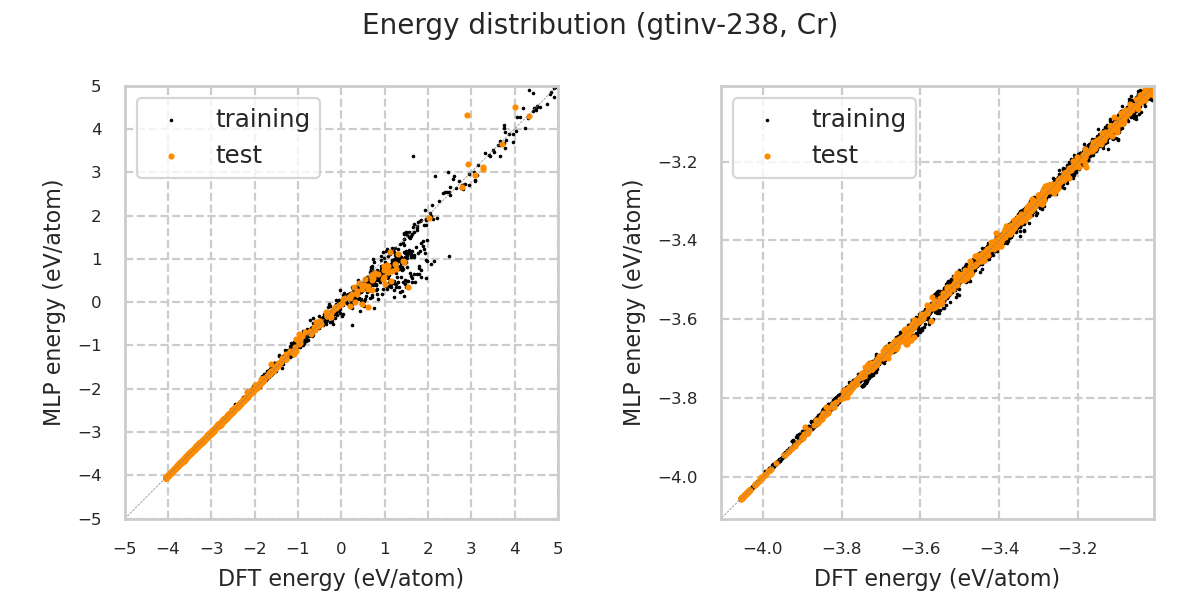 Energy distribution (gtinv-238, Cr)
training
test
5
4
3
2
1
0
−1
−2
−3
−4
−5
−5 −4 −3 −2 −1 0 1 2 3 4 5
MLP energy (eV/atom)
DFT energy (eV/atom)
training
test
−3.2
−3.4
−3.6
−3.8
−4.0
−4.0 −3.8 −3.6 −3.4 −3.2
MLP energy (eV/atom)
DFT energy (eV/atom)